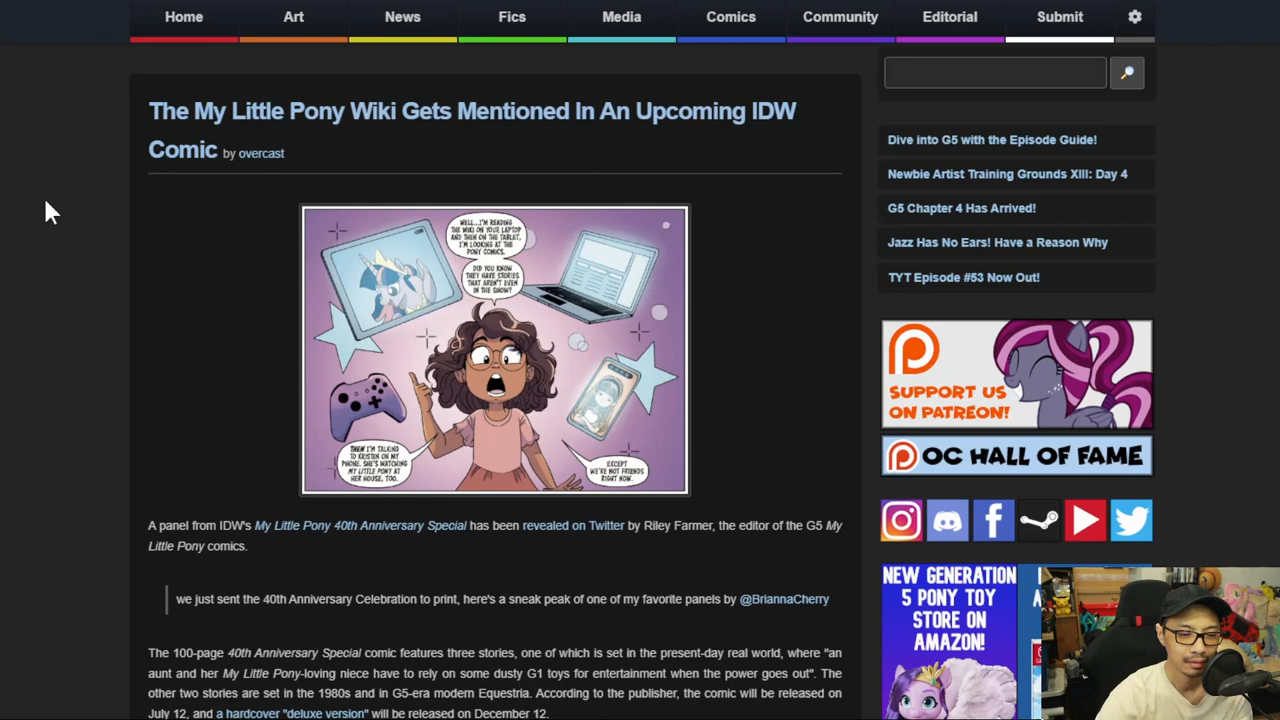 Home Art News Fics Media Comics Community Editorial Submit
The My Little Pony Wiki Gets Mentioned In An Upcoming IDW
Comic by overcast
WELL...I'M READING
THE WIKI ON YOUR LAPTOP
AND THEN ON THE TABLET,
I'M LOOKING AT THE
PONY COMICS.
DID YOU KNOW
THEY HAVE STORIES
THAT AREN'T EVEN
IN THE SHOW?
THEN I'M TALKING
TO KRISTEN ON MY
PHONE. SHE'S WATCHING
MY LITTLE PONY AT
HER HOUSE, TOO.
EXCEPT
WE'RE NOT FRIENDS
RIGHT NOW.
A panel from IDW's My Little Pony 40th Anniversary Special has been revealed on Twitter by Riley Farmer, the editor of the G5 My
Little Pony comics.
we just sent the 40th Anniversary Celebration to print, here's a sneak peak of one of my favorite panels by @BriannaCherry
The 100-page 40th Anniversary Special comic features three stories, one of which is set in the present-day real world, where "an
aunt and her My Little Pony-loving niece have to rely on some dusty G1 toys for entertainment when the power goes out". The
other two stories are set in the 1980s and in G5-era modern Equestria. According to the publisher, the comic will be released on
July 12, and a hardcover "deluxe version" will be released on December 12.
Dive into G5 with the Episode Guide!
Newbie Artist Training Grounds XIII: Day 4
G5 Chapter 4 Has Arrived!
Jazz Has No Ears! Have a Reason Why
TYT Episode #53 Now Out!
SUPPORT US
ON PATREON!
OC HALL OF FAME
NEW GENERATION
5 PONY TOY
STORE ON
AMAZON!